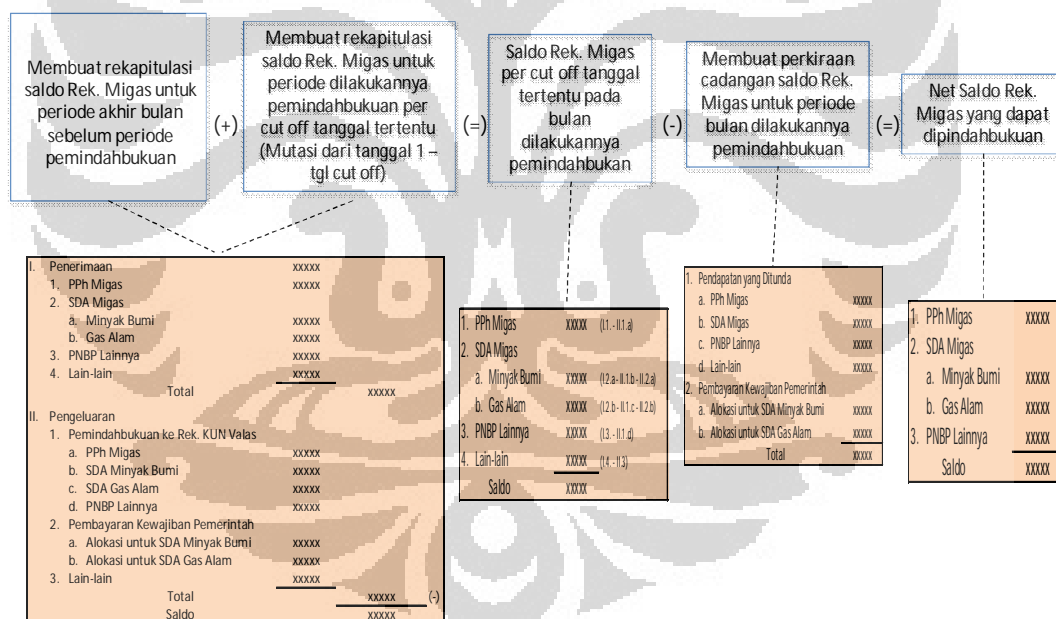 Membuat rekapitulasi
saldo Rek. Migas untuk
periode akhir bulan
sebelum periode
pemindahbukuan
(+)
Membuat rekapitulasi
saldo Rek. Migas untuk
periode dilakukannya
pemindahbukuan per
cut off tanggal tertentu
(Mutasi dari tanggal 1 –
tgl cut off)
(=)
Saldo Rek. Migas
per cut off tanggal
tertentu pada
bulan
dilakukannya
pemindahbukan
(-)
Membuat perkiraan
cadangan saldo Rek.
Migas untuk periode
bulan dilakukannya
pemindahbukuan
(=)
Net Saldo Rek.
Migas yang dapat
dipindahbukuan
I. Penerimaan xxxxx
1. PPh Migas xxxxx
2. SDA Migas
a. Minyak Bumi xxxxx
b. Gas Alam xxxxx
3. PNBP Lainnya xxxxx
4. Lain-lain xxxxx
Total xxxxx
II. Pengeluaran
1. Pemindahbukuan ke Rek. KUN Valas
a. PPh Migas xxxxx
b. SDA Minyak Bumi xxxxx
c. SDA Gas Alam xxxxx
d. PNBP Lainnya xxxxx
2. Pembayaran Kewajiban Pemerintah
a. Alokasi untuk SDA Minyak Bumi xxxxx
b. Alokasi untuk SDA Gas Alam xxxxx
3. Lain-lain xxxxx
Total xxxxx (-)
Saldo xxxxx
1. PPh Migas xxxxx (I.1. - II.1.a)
2. SDA Migas
a. Minyak Bumi xxxxx (I.2.a - II.1.b - II.2.a)
b. Gas Alam xxxxx (I.2.b - II.1.c - II.2.b)
3. PNBP Lainnya xxxxx (I.3. - II.1.d)
4. Lain-lain xxxxx (I.4. - II.3)
Saldo xxxxx
1. Pendapatan yang Ditunda
a. PPh Migas xxxxx
b. SDA Migas xxxxx
c. PNBP Lainnya xxxxx
d. Lain-lain xxxxx
2. Pembayaran Kewajiban Pemerintah
a. Alokasi untuk SDA Minyak Bumi xxxxx
b. Alokasi untuk SDA Gas Alam xxxxx
Total xxxxx
1. PPh Migas xxxxx
2. SDA Migas
a. Minyak Bumi xxxxx
b. Gas Alam xxxxx
3. PNBP Lainnya xxxxx
Saldo xxxxx